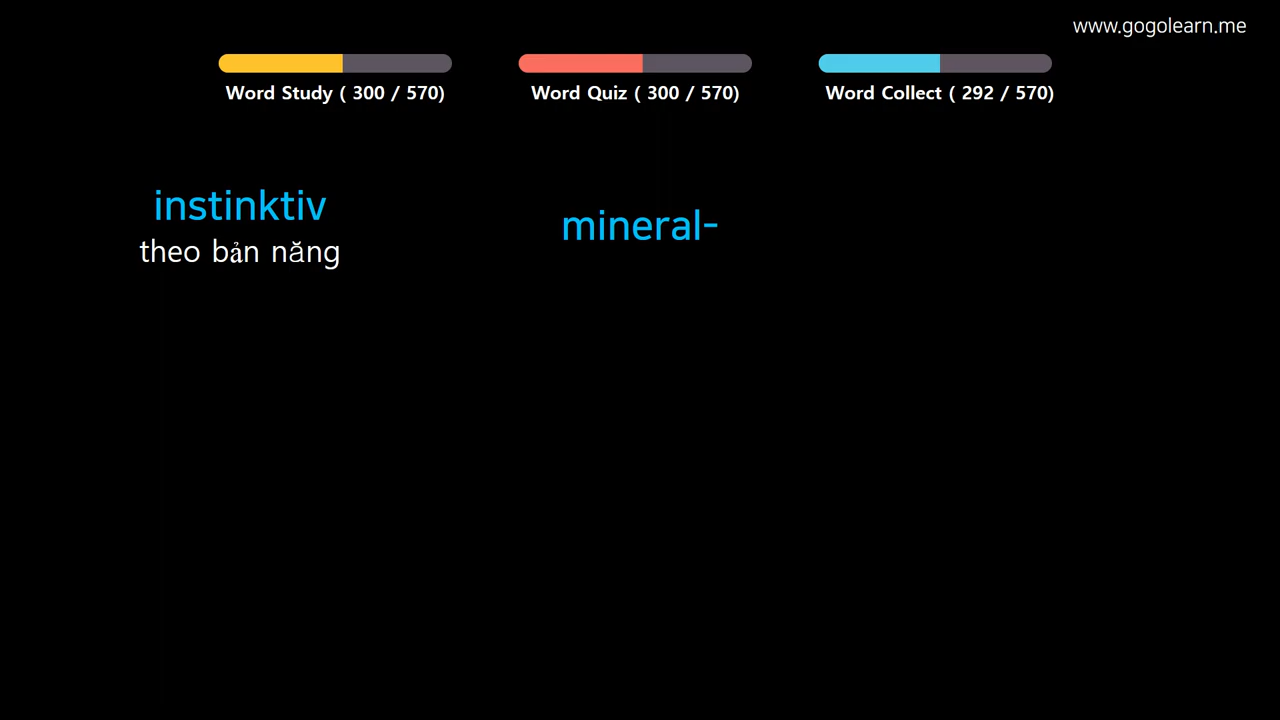 www.gogolearn.me
Word Study ( 300 / 570)
Word Quiz ( 300 / 570)
Word Collect ( 292 / 570)
instinktiv
theo bản năng
mineral-